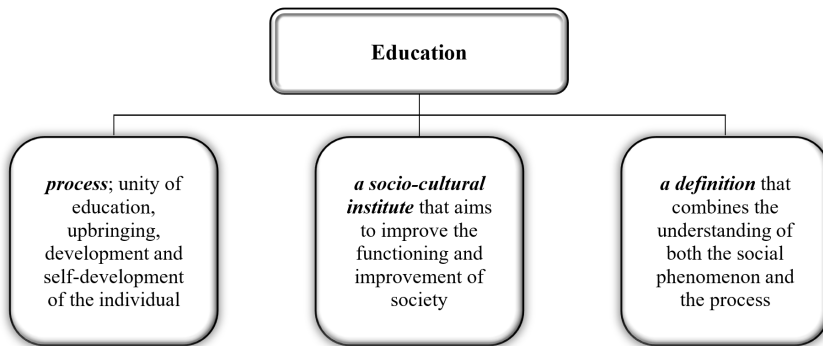 Education
process; unity of
education,
upbringing,
development and
self-development
of the individual
a socio-cultural
institute that aims
to improve the
functioning and
improvement of
society
a definition that
combines the
understanding of
both the social
phenomenon and
the process